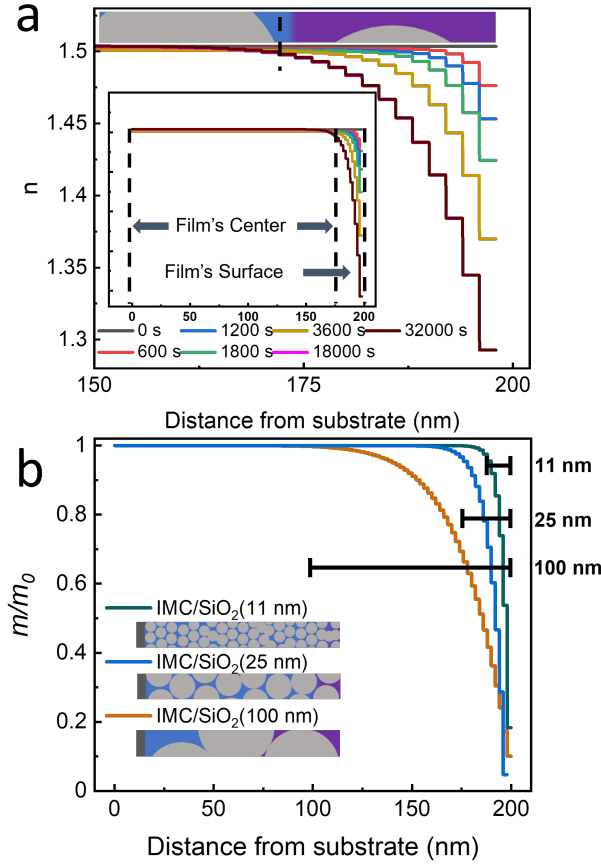 a
1.5
1.45
1.4
1.35
1.3
n
Film's Center
Film's Surface
0 50 100 150 200
0 s 1200 s 3600 s 32000 s
600 s 1800 s 18000 s
150 175 200
Distance from substrate (nm)
b
1
0.8
0.6
0.4
0.2
0
m/m0
11 nm
25 nm
100 nm
IMC/SiO2(11 nm)
IMC/SiO2(25 nm)
IMC/SiO2(100 nm)
0 50 100 150 200
Distance from substrate (nm)